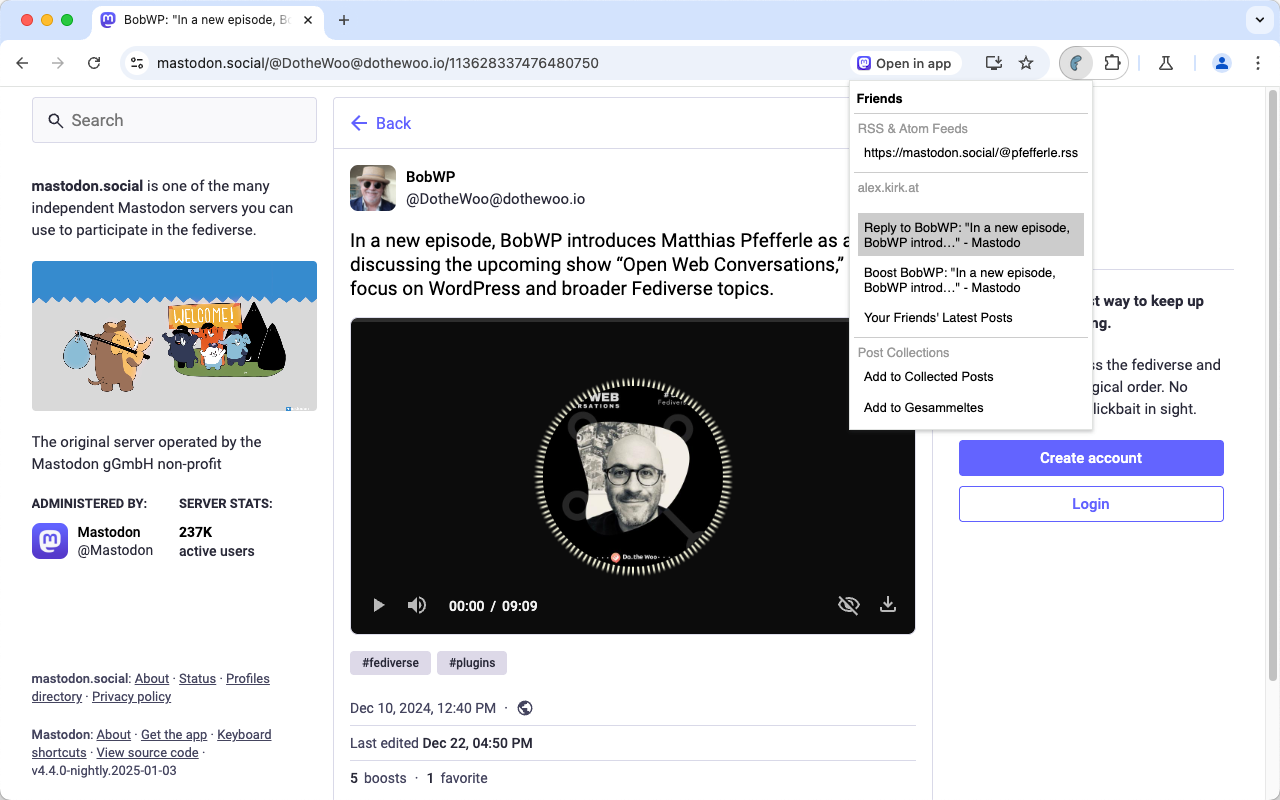 BobWP: "In a new episode, B
mastodon.social/@DotheWoo@dothewoo.io/113628337476480750
Open in app
Search
mastodon.social is one of the many
independent Mastodon servers you can
use to participate in the fediverse.
WELCOME!
The original server operated by the
Mastodon gGmbH non-profit
ADMINISTERED BY:
Mastodon
@Mastodon
SERVER STATS:
237K
active users
mastodon.social: About · Status · Profiles
directory · Privacy policy
Mastodon: About · Get the app · Keyboard
shortcuts · View source code ·
v4.4.0-nightly.2025-01-03
Back
BobWP
@DotheWoo@dothewoo.io
In a new episode, BobWP introduces Matthias Pfefferle as a
discussing the upcoming show “Open Web Conversations,”
focus on WordPress and broader Fediverse topics.
WEB
ERSATIONS
Fediver
Do the Woo
00:00 / 09:09
#fediverse
#plugins
Dec 10, 2024, 12:40 PM ·
Last edited Dec 22, 04:50 PM
5 boosts · 1 favorite
Friends
RSS & Atom Feeds
https://mastodon.social/@pfefferle.rss
alex.kirk.at
Reply to BobWP: "In a new episode,
BobWP introd…" - Mastodo
Boost BobWP: "In a new episode,
BobWP introd…" - Mastodo
Your Friends' Latest Posts
Post Collections
Add to Collected Posts
Add to Gesammeltes
st way to keep up
ng.
ss the fediverse and
gical order. No
lickbait in sight.
Create account
Login